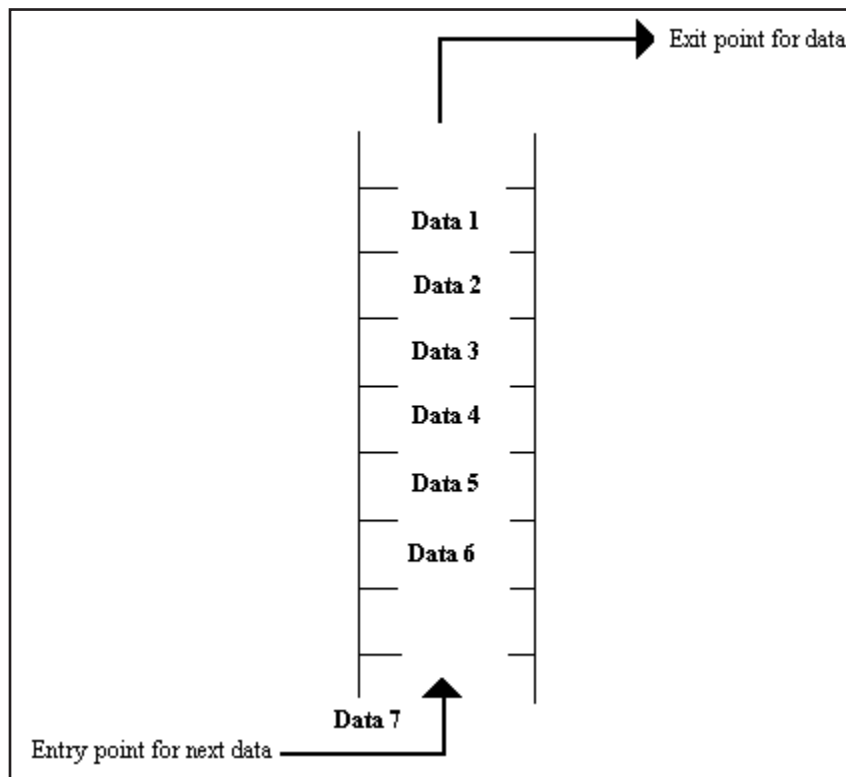 Exit point for data
Data 1
Data 2
Data 3
Data 4
Data 5
Data 6
Data 7
Entry point for next data